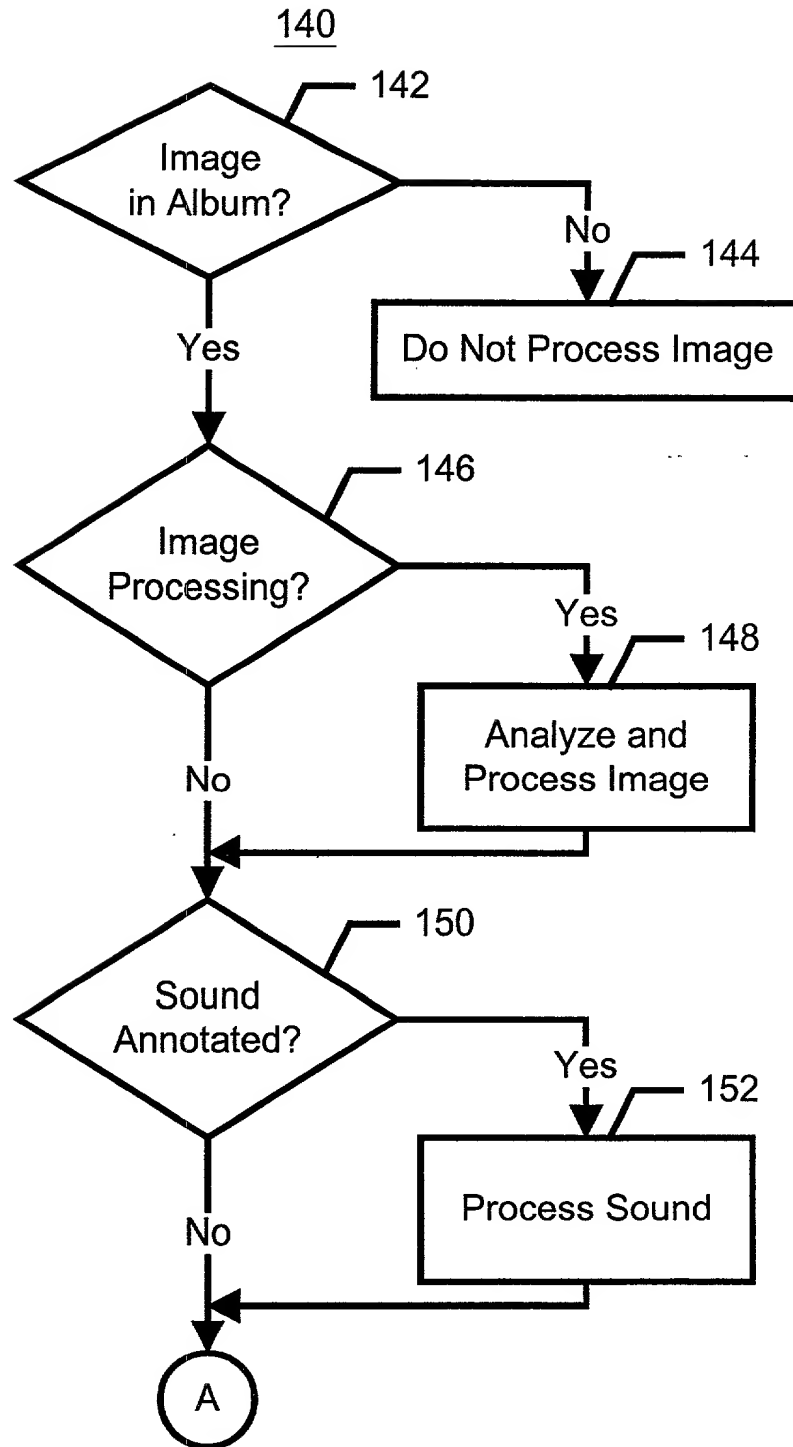 140
142
Image
in Album?
No
144
Do Not Process Image
Yes
146
Image
Processing?
Yes
148
Analyze and
Process Image
No
150
Sound
Annotated?
Yes
152
Process Sound
No
A